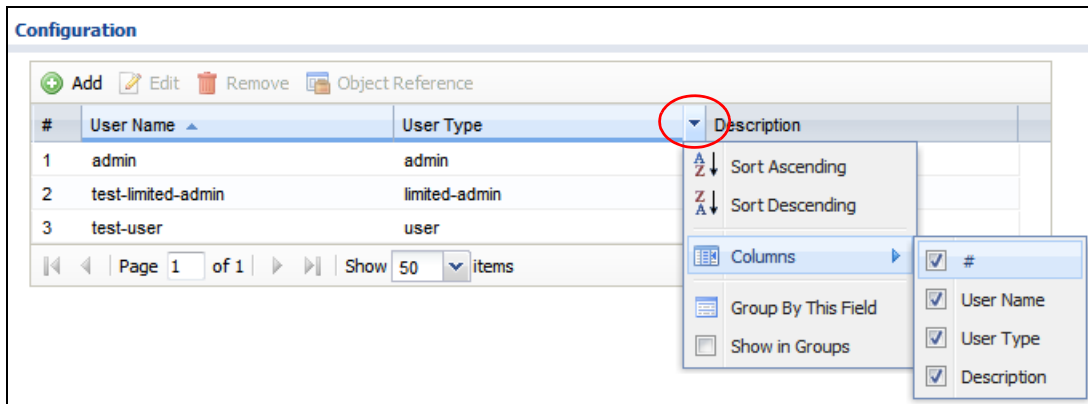 Configuration
Add Edit Remove Object Reference
# User Name User Type Description
1 admin admin
2 test-limited-admin limited-admin
3 test-user user
Page 1 of 1 Show 50 items
Sort Ascending
Sort Descending
Columns
Group By This Field
Show in Groups
#
User Name
User Type
Description